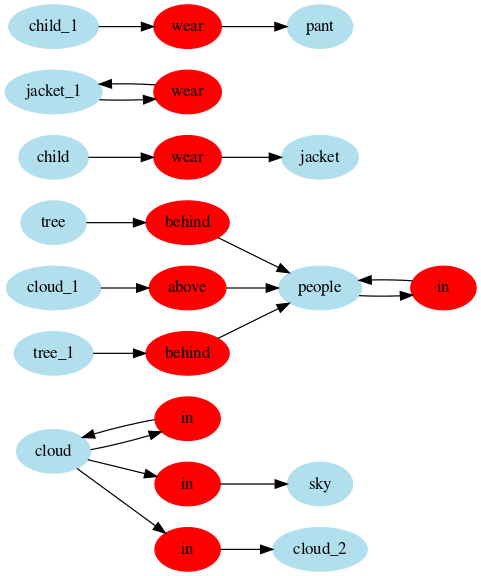 child_1 wear pant
jacket_1 wear
child wear jacket
tree behind
cloud_1 above people in
tree_1 behind
in
cloud
in sky
in cloud_2